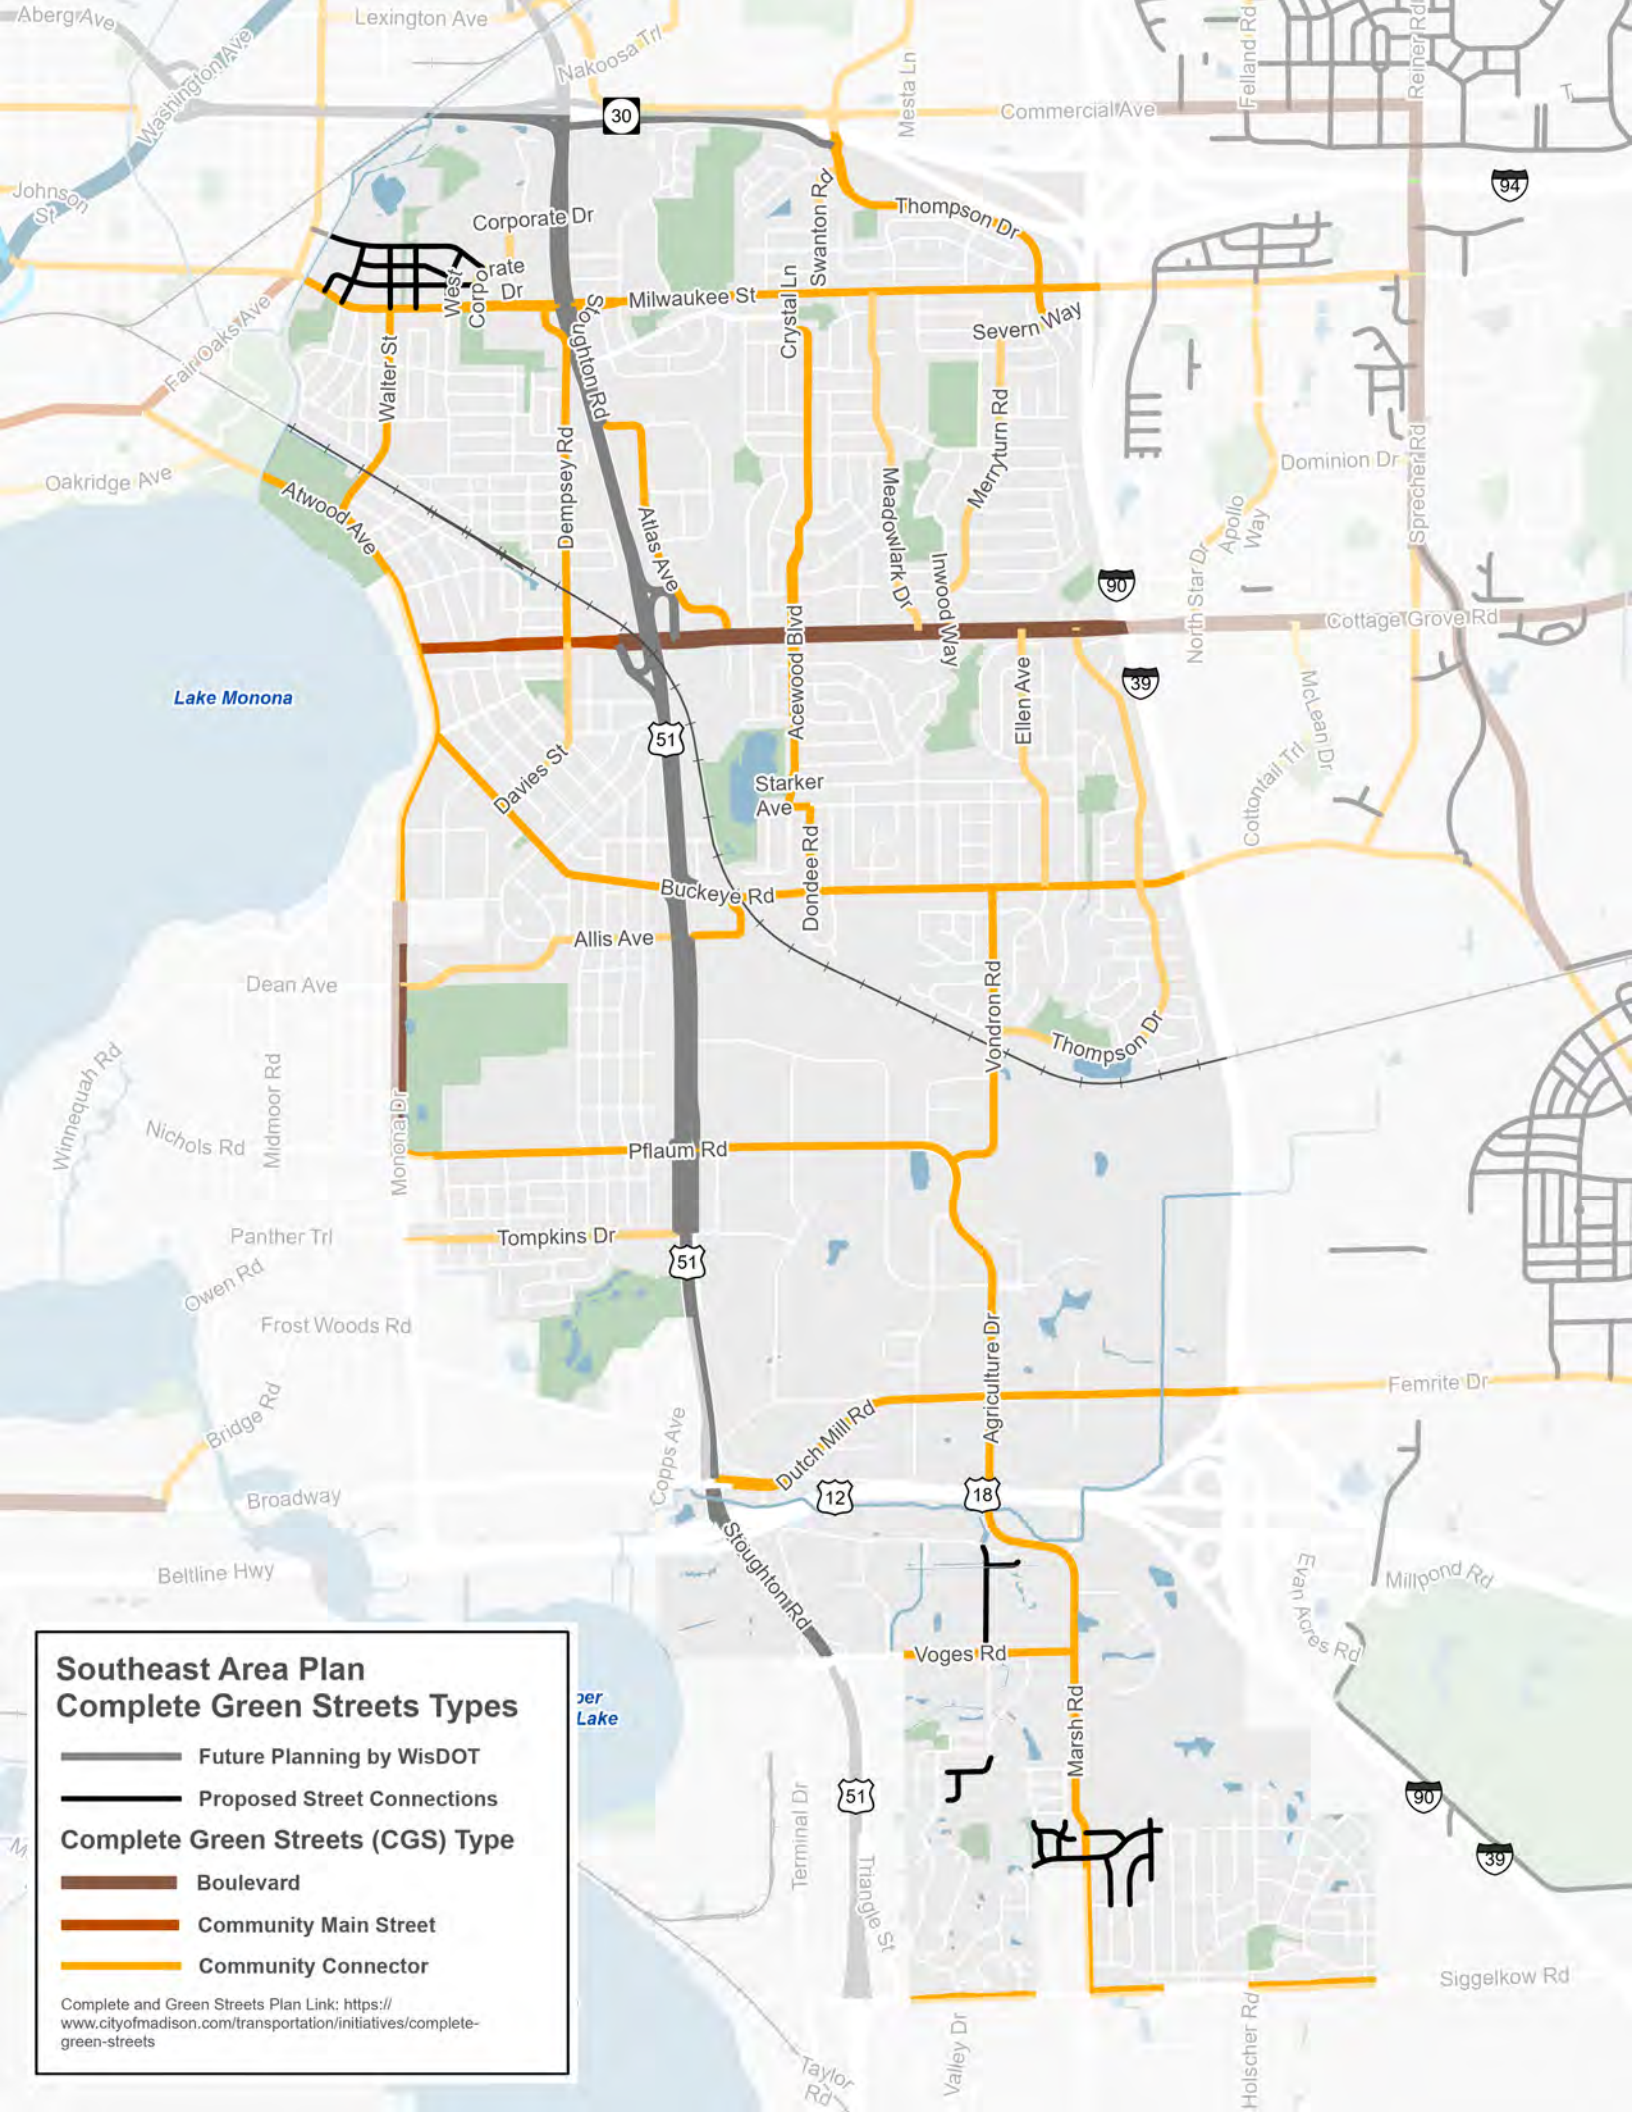 Aberg Ave
Lexington Ave
Washington Ave
Nakoosa Trl
Mesta Ln
Felland Rd
Reiner Rd
T
30
Commercial Ave
94
Johnson
St
Swanton Rd
Thompson Dr
Corporate Dr
West
Corporate
Dr
Stoughton Rd
Milwaukee St
Crystal Ln
Severn Way
Fair Oaks Ave
Walter St
Dempsey Rd
Merryturn Rd
Oakridge Ave
Atwood Ave
Atlas Ave
Meadowlark Dr
Inwood Way
Dominion Dr
Sprecher Rd
Apollo
Way
North Star Dr
90
Cottage Grove Rd
Acewood Blvd
39
Ellen Ave
McLean Dr
Lake Monona
51
Davies St
Starker
Ave
Cottontail Trl
Dondee Rd
Buckeye Rd
Allis Ave
Dean Ave
Vondron Rd
Thompson Dr
Winnequah Rd
Midmoor Rd
Nichols Rd
Monona Dr
Pflaum Rd
Panther Trl
Tompkins Dr
51
Owen Rd
Frost Woods Rd
Agriculture Dr
Femrite Dr
Bridge Rd
Copps Ave
Dutch Mill Rd
Broadway
12
18
Stoughton Rd
Beltline Hwy
Evan Acres Rd
Millpond Rd
Voges Rd
Marsh Rd
per
Lake
51
90
39
Terminal Dr
Triangle St
Siggelkow Rd
Valley Dr
Holscher Rd
Taylor
Rd
M
Southeast Area Plan
Complete Green Streets Types
Future Planning by WisDOT
Proposed Street Connections
Complete Green Streets (CGS) Type
Boulevard
Community Main Street
Community Connector
Complete and Green Streets Plan Link: https://
www.cityofmadison.com/transportation/initiatives/complete-
green-streets